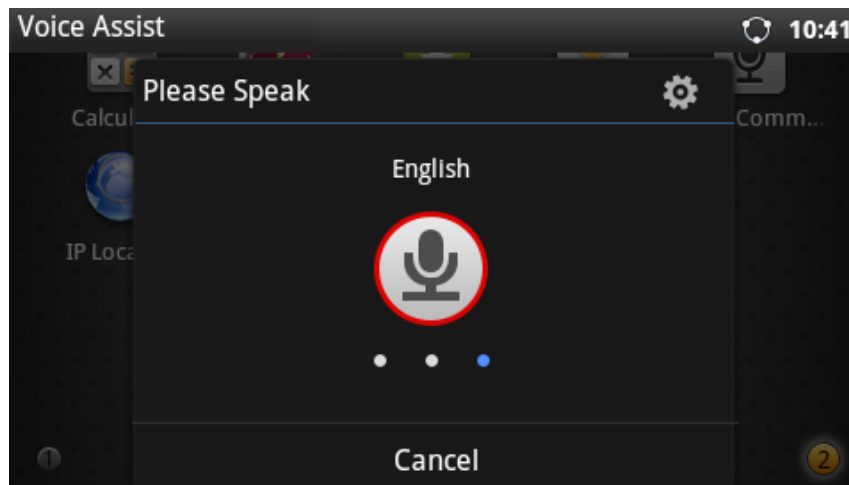 Voice Assist 10:41
Please Speak
Calcul
Comm...
English
IP Loca
Cancel
1
2